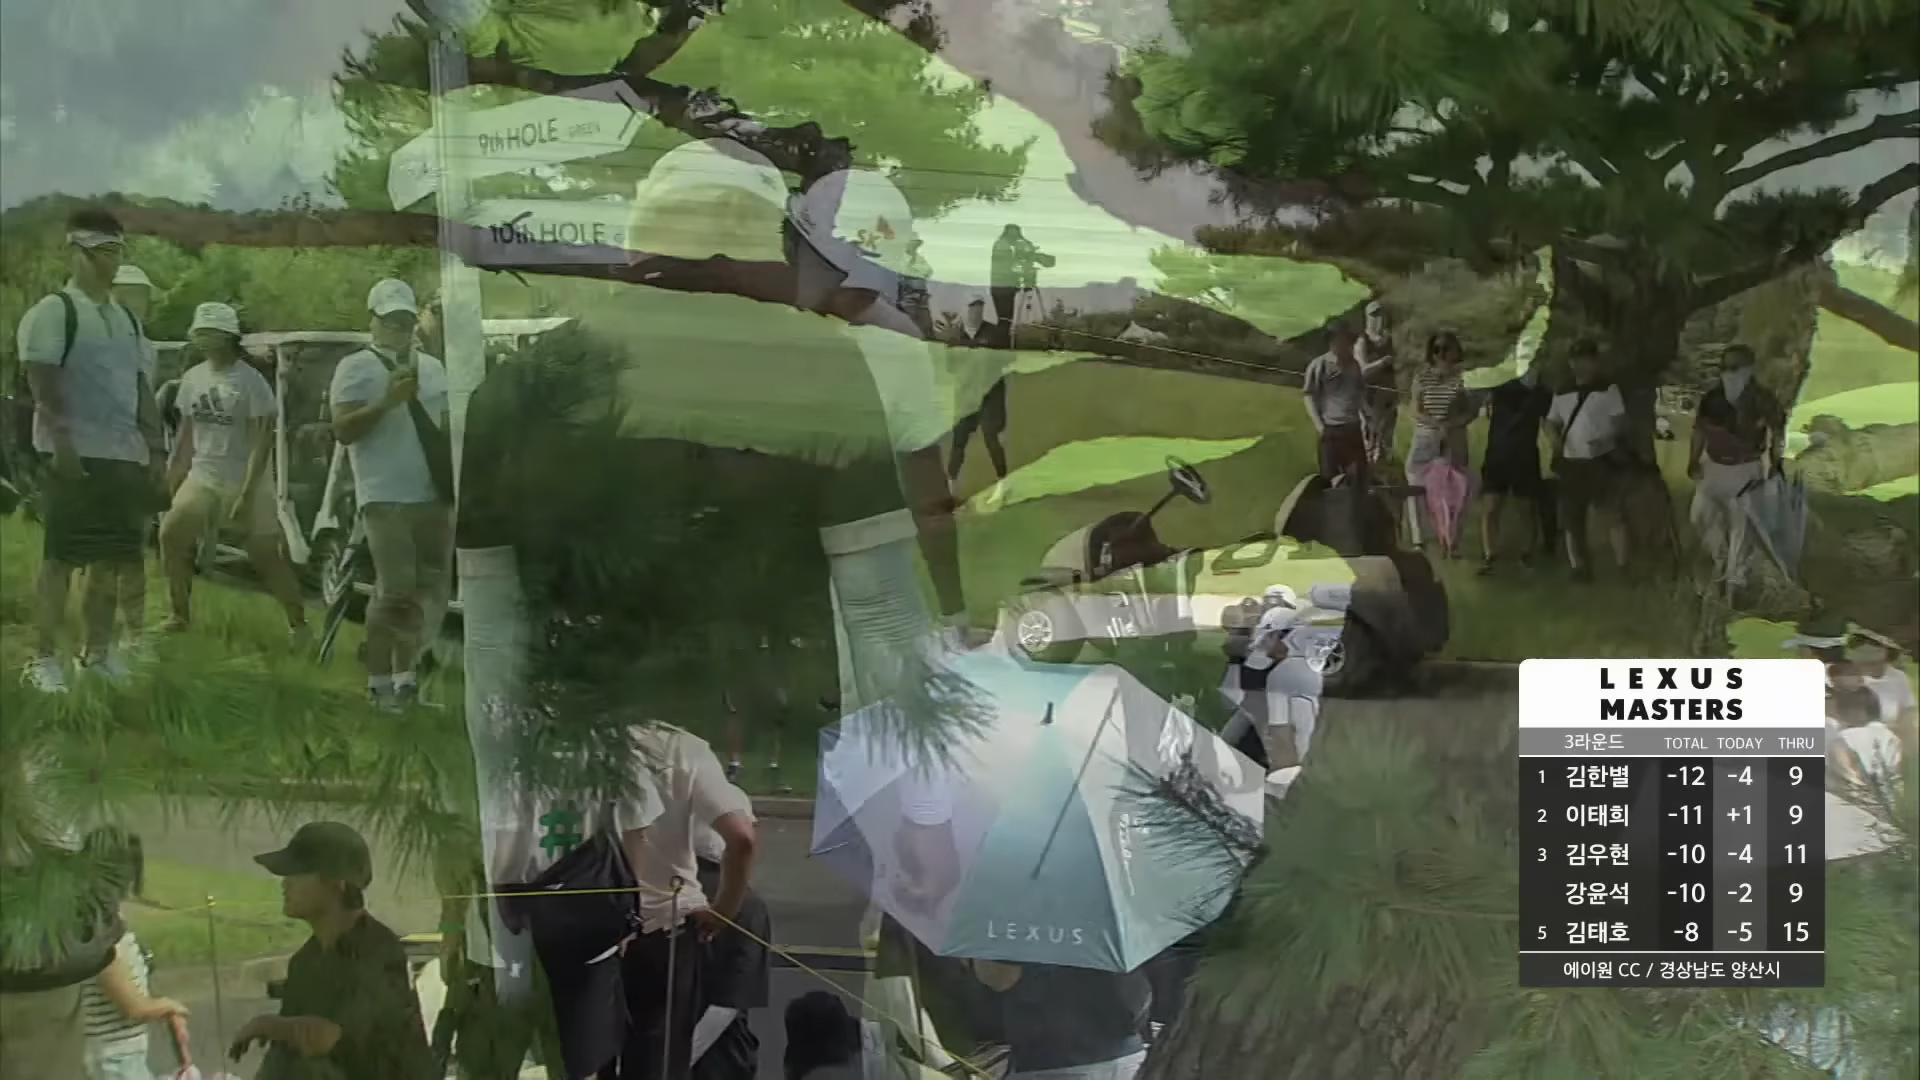 9th HOLE GREEN
10th HOLE
SK
adidas
#
LEXUS
LEXUS
MASTERS
3라운드 TOTAL TODAY THRU
1 김한별 -12 -4 9
2 이태희 -11 +1 9
3 김우현 -10 -4 11
강윤석 -10 -2 9
5 김태호 -8 -5 15
에이원 CC / 경상남도 양산시